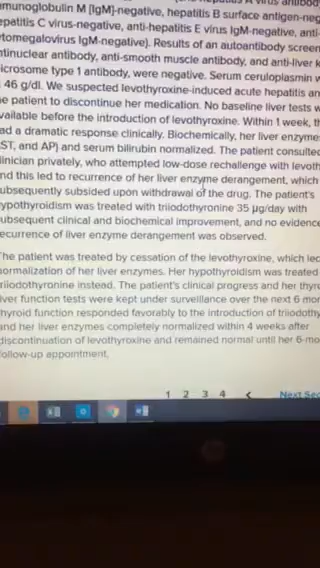 munoglobulin M [IgM]-negative, hepatitis B surface antigen-neg
epatitis C virus-negative, anti-hepatitis E virus IgM-negative, anti-
ytomegalovirus IgM-negative). Results of an autoantibody screen
ntinuclear antibody, anti-smooth muscle antibody, and anti-liver k
icrosome type 1 antibody, were negative. Serum ceruloplasmin w
46 g/dl. We suspected levothyroxine-induced acute hepatitis an
e patient to discontinue her medication. No baseline liver tests w
vailable before the introduction of levothyroxine. Within 1 week, th
ad a dramatic response clinically. Biochemically, her liver enzyme
ST, and AP) and serum bilirubin normalized. The patient consulted
linician privately, who attempted low-dose rechallenge with levoth
nd this led to recurrence of her liver enzyme derangement, which
ubsequently subsided upon withdrawal of the drug. The patient's
ypothyroidism was treated with triiodothyronine 35 µg/day with
ubsequent clinical and biochemical improvement, and no evidence
ecurrence of liver enzyme derangement was observed.
he patient was treated by cessation of the levothyroxine, which led
normalization of her liver enzymes. Her hypothyroidism was treated
triiodothyronine instead. The patient's clinical progress and her thyr
liver function tests were kept under surveillance over the next 6 mon
thyroid function responded favorably to the introduction of triiodothy
and her liver enzymes completely normalized within 4 weeks after
discontinuation of levothyroxine and remained normal until her 6-mo
follow-up appointment.
1 2 3 4 < Next Sec